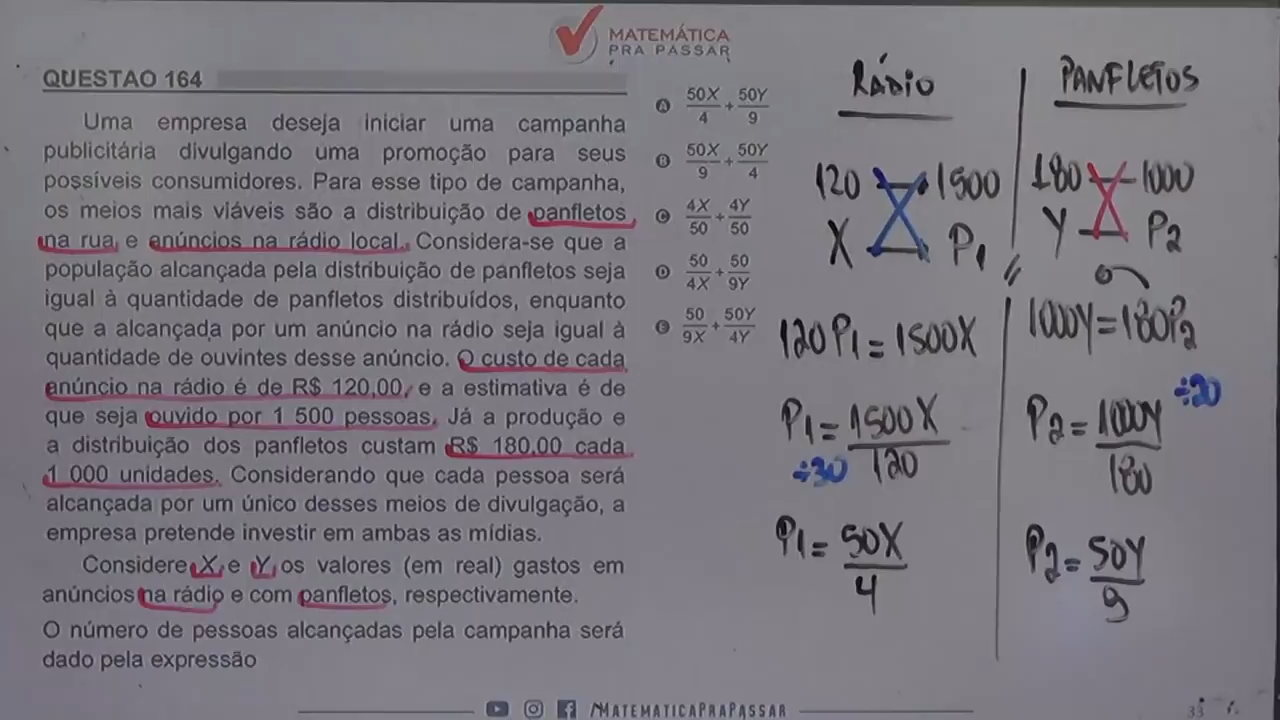 MATEMÁTICA
PRA PASSAR
QUESTAO 164
Uma empresa deseja iniciar uma campanha
publicitária divulgando uma promoção para seus
possíveis consumidores. Para esse tipo de campanha,
os meios mais viáveis são a distribuição de panfletos
na rua e anúncios na rádio local. Considera-se que a
população alcançada pela distribuição de panfletos seja
igual à quantidade de panfletos distribuídos, enquanto
que a alcançada por um anúncio na rádio seja igual à
quantidade de ouvintes desse anúncio. O custo de cada
anúncio na rádio é de R$ 120,00, e a estimativa é de
que seja ouvido por 1 500 pessoas. Já a produção e
a distribuição dos panfletos custam R$ 180,00 cada
1 000 unidades. Considerando que cada pessoa será
alcançada por um único desses meios de divulgação, a
empresa pretende investir em ambas as mídias.
Considere X e Y os valores (em real) gastos em
anúncios na rádio e com panfletos, respectivamente.
O número de pessoas alcançadas pela campanha será
dado pela expressão
A 50X/4 + 50Y/9
B 50X/9 + 50Y/4
C 4X/50 + 4Y/50
D 50/4X + 50/9Y
E 50/9X + 50Y/4Y
RÁDIO
120 1500
X P1
120P1 = 1500X
P1 = 1500X/120
÷30
P1 = 50X/4
PANFLETOS
180 1000
Y P2
1000Y = 180P2
P2 = 1000Y/180 ÷20
P2 = 50Y/9
/MATEMATICAPRAPASSAR
33